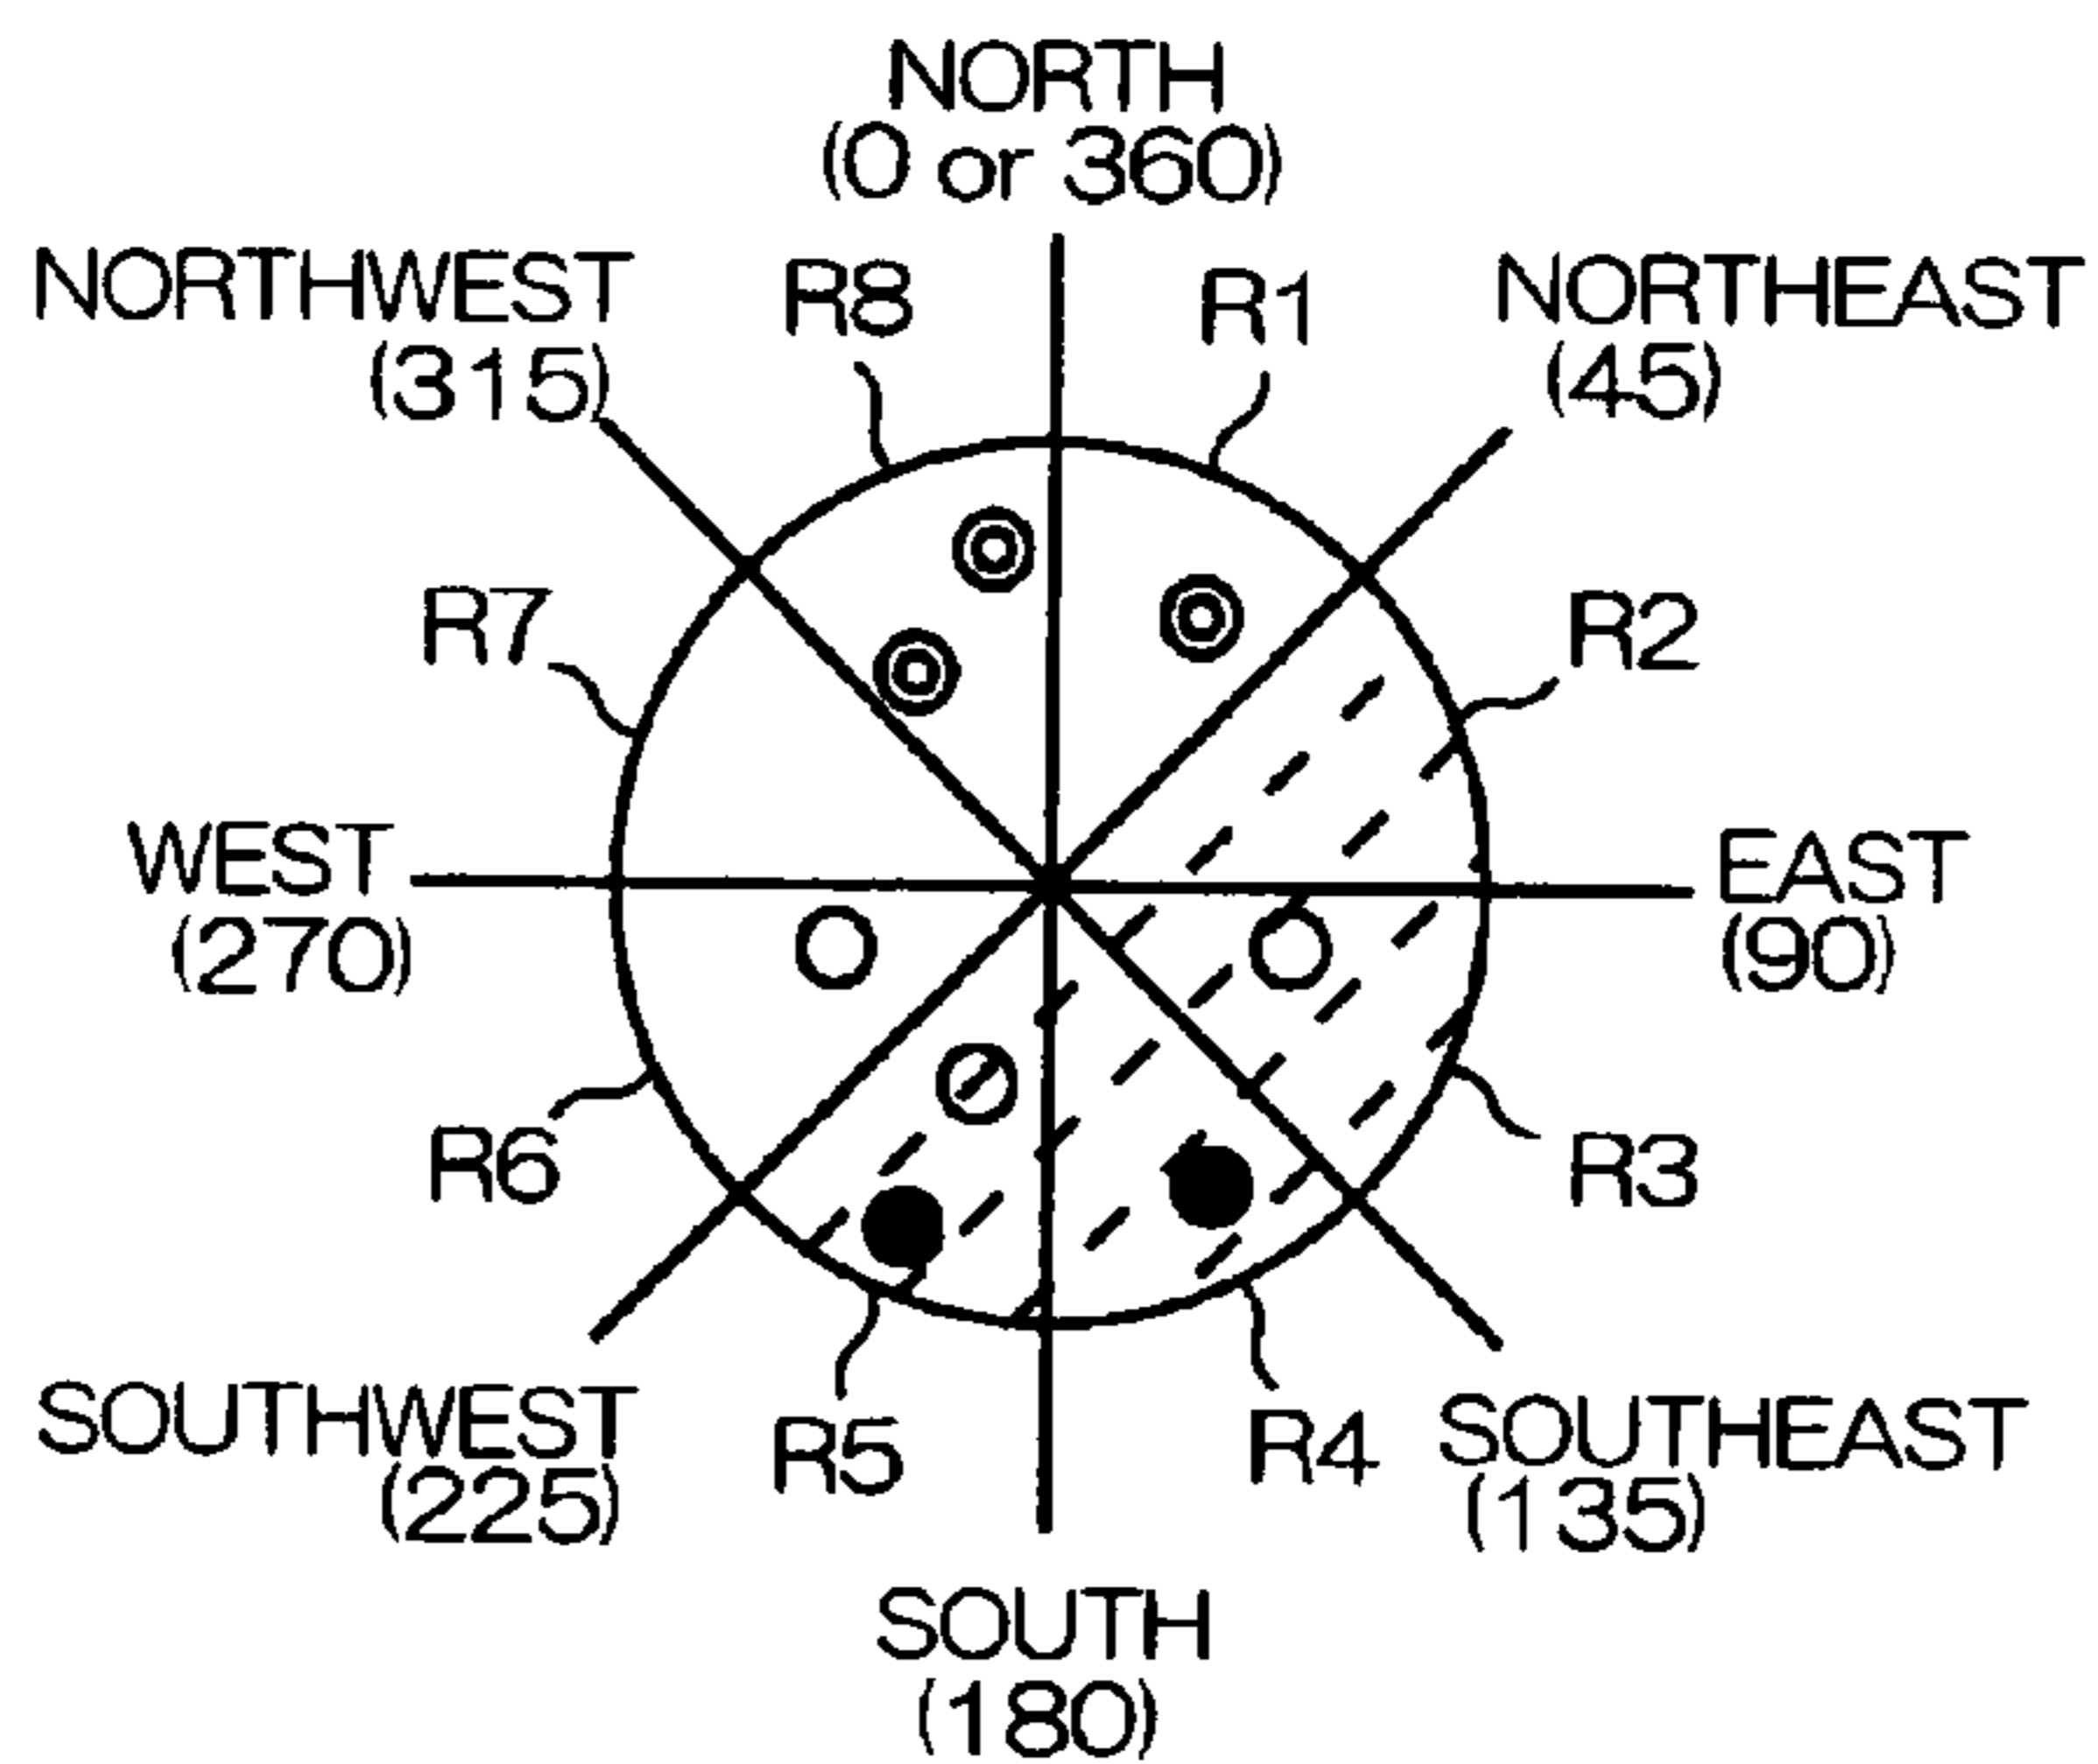 NORTH
(0 or 360)
NORTHWEST
(315)
R8
R1
NORTHEAST
(45)
R7
R2
WEST
(270)
EAST
(90)
R6
R3
SOUTHWEST
(225)
R5
R4
SOUTHEAST
(135)
SOUTH
(180)